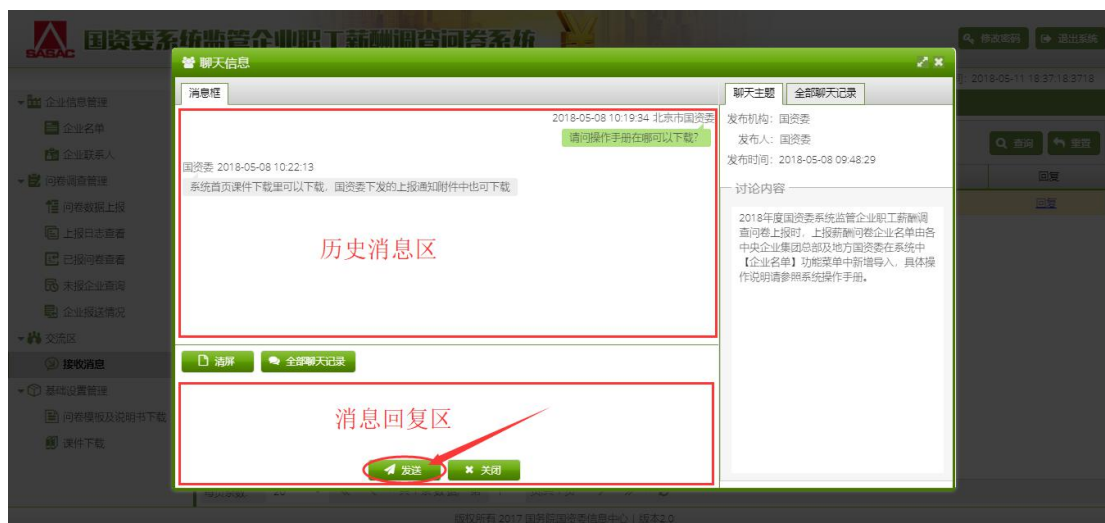 SASAC
国资委系统监管企业职工薪酬调查问卷系统
修改密码
退出系统
2018-05-11 18:37:18.3718
聊天信息
企业信息管理
企业名单
企业联系人
问卷调查管理
问卷数据上报
上报日志查看
已报问卷查看
未报企业查询
企业报送情况
交流区
接收消息
基础设置管理
问卷模板及说明书下载
课件下载
消息框
2018-05-08 10:19:34 北京市国资委
请问操作手册在哪可以下载?
国资委 2018-05-08 10:22:13
系统首页课件下载里可以下载, 国资委下发的上报通知附件中也可下载
历史消息区
清屏
全部聊天记录
消息回复区
发送
关闭
聊天主题
全部聊天记录
发布机构: 国资委
发布人: 国资委
发布时间: 2018-05-08 09:48:29
讨论内容
2018年度国资委系统监管企业职工薪酬调
查问卷上报时, 上报薪酬问卷企业名单由各
中央企业集团总部及地方国资委在系统中
【企业名单】功能菜单中新增导入, 具体操
作说明请参照系统操作手册。
查询
重置
回复
回复
版权所有 2017 国务院国资委信息中心 | 版本2.0